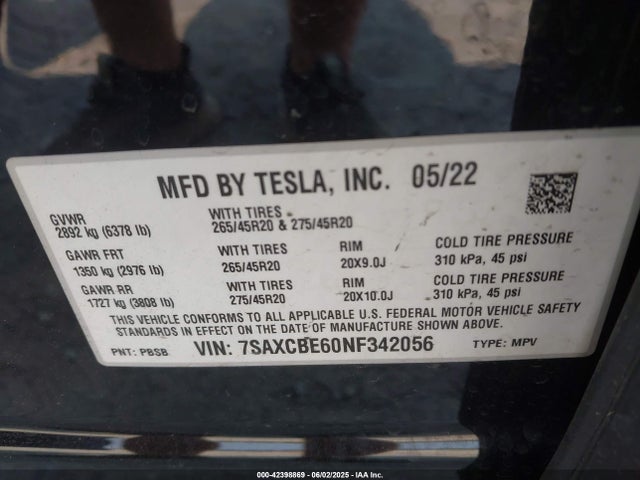 MFD BY TESLA, INC. 05/22
GVWR
2892 kg (6378 lb)
WITH TIRES
265/45R20 & 275/45R20
GAWR FRT
1350 kg (2976 lb)
WITH TIRES
265/45R20
RIM
20X9.0J
COLD TIRE PRESSURE
310 kPa, 45 psi
GAWR RR
1727 kg (3808 lb)
WITH TIRES
275/45R20
RIM
20X10.0J
COLD TIRE PRESSURE
310 kPa, 45 psi
THIS VEHICLE CONFORMS TO ALL APPLICABLE U.S. FEDERAL MOTOR VEHICLE SAFETY
STANDARDS IN EFFECT ON THE DATE OF MANUFACTURE SHOWN ABOVE.
PNT: PBSB VIN: 7SAXCBE60NF342056 TYPE: MPV
000-42398869 - 06/02/2025 - IAA Inc.